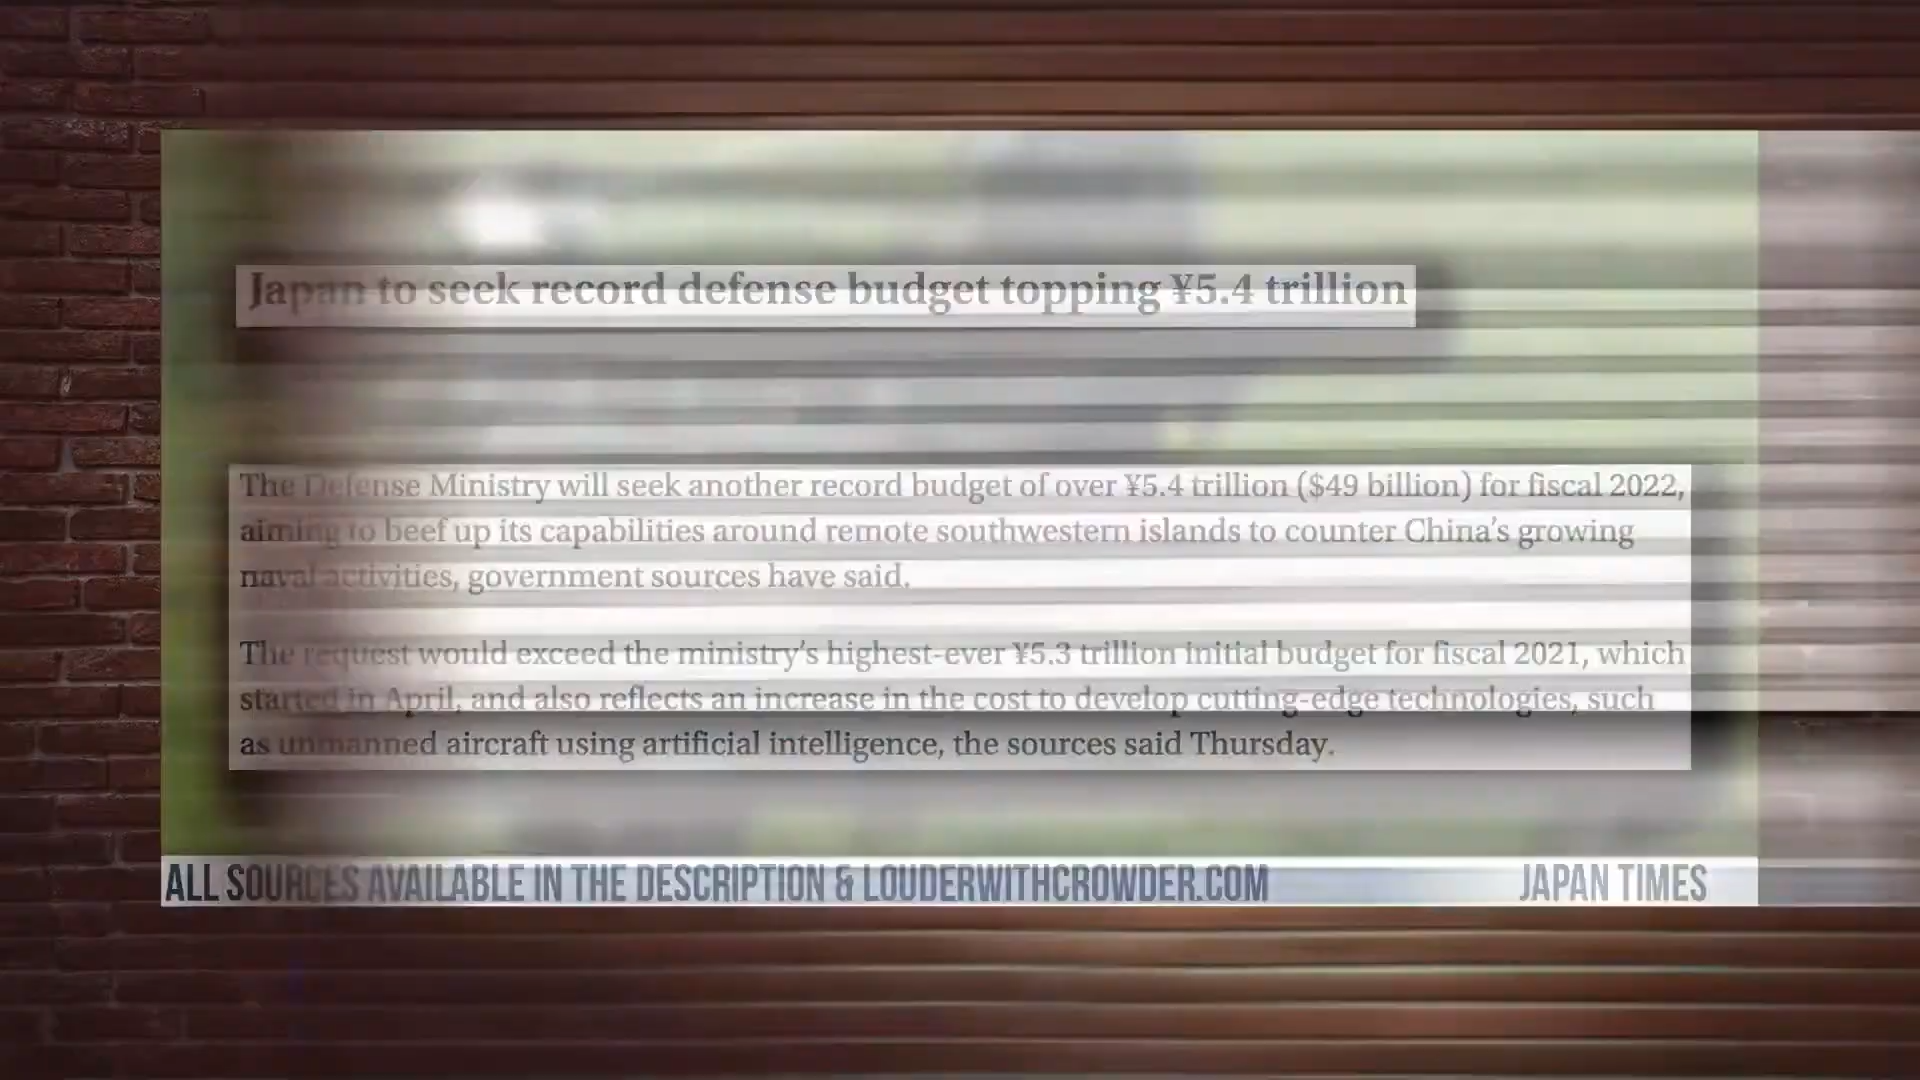 Japan to seek record defense budget topping ¥5.4 trillion
The Defense Ministry will seek another record budget of over ¥5.4 trillion ($49 billion) for fiscal 2022,
aiming to beef up its capabilities around remote southwestern islands to counter China's growing
naval activities, government sources have said.
The request would exceed the ministry's highest-ever ¥5.3 trillion initial budget for fiscal 2021, which
started in April, and also reflects an increase in the cost to develop cutting-edge technologies, such
as unmanned aircraft using artificial intelligence, the sources said Thursday.
ALL SOURCES AVAILABLE IN THE DESCRIPTION & LOUDERWITHCROWDER.COM
JAPAN TIMES